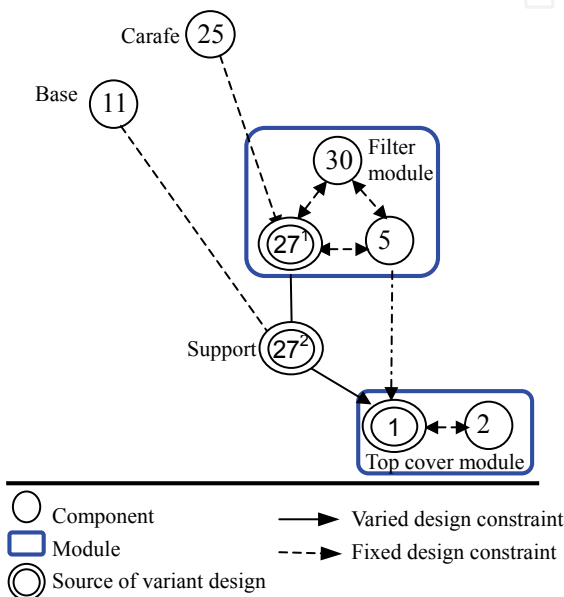 Carafe 25
Base 11
30 Filter
module
27¹ 5
Support 27²
1 2
Top cover module
Component
Varied design constraint
Module
Fixed design constraint
Source of variant design